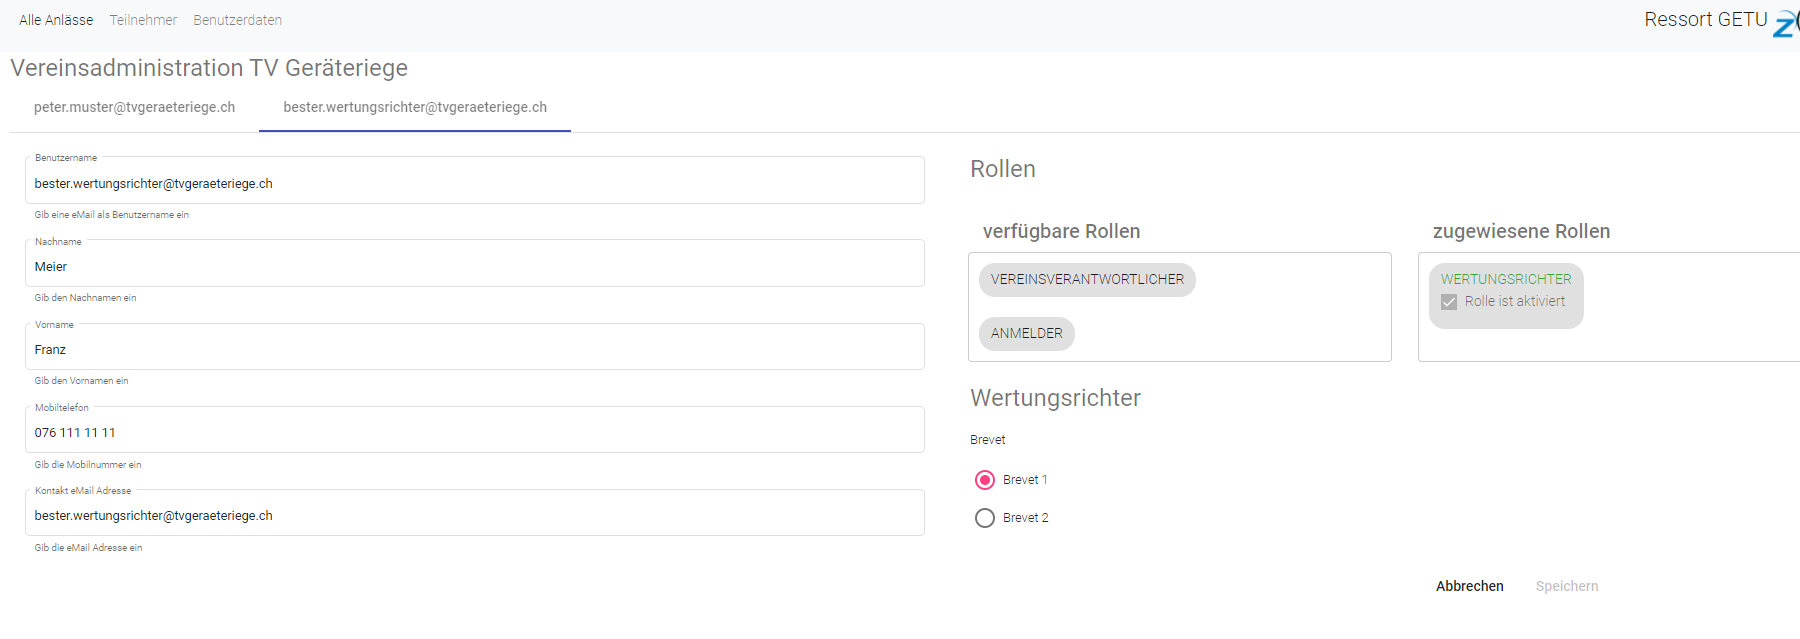 Alle Anlässe Teilnehmer Benutzerdaten
Ressort GETU
Vereinsadministration TV Geräteriege
peter.muster@tvgeraeteriege.ch bester.wertungsrichter@tvgeraeteriege.ch
Benutzername
bester.wertungsrichter@tvgeraeteriege.ch
Gib eine eMail als Benutzername ein
Nachname
Meier
Gib den Nachnamen ein
Vorname
Franz
Gib den Vornamen ein
Mobiltelefon
076 111 11 11
Gib die Mobilnummer ein
Kontakt eMail Adresse
bester.wertungsrichter@tvgeraeteriege.ch
Gib die eMail Adresse ein
Rollen
verfügbare Rollen
VEREINSVERANTWORTLICHER
ANMELDER
zugewiesene Rollen
WERTUNGSRICHTER
Rolle ist aktiviert
Wertungsrichter
Brevet
Brevet 1
Brevet 2
Abbrechen Speichern